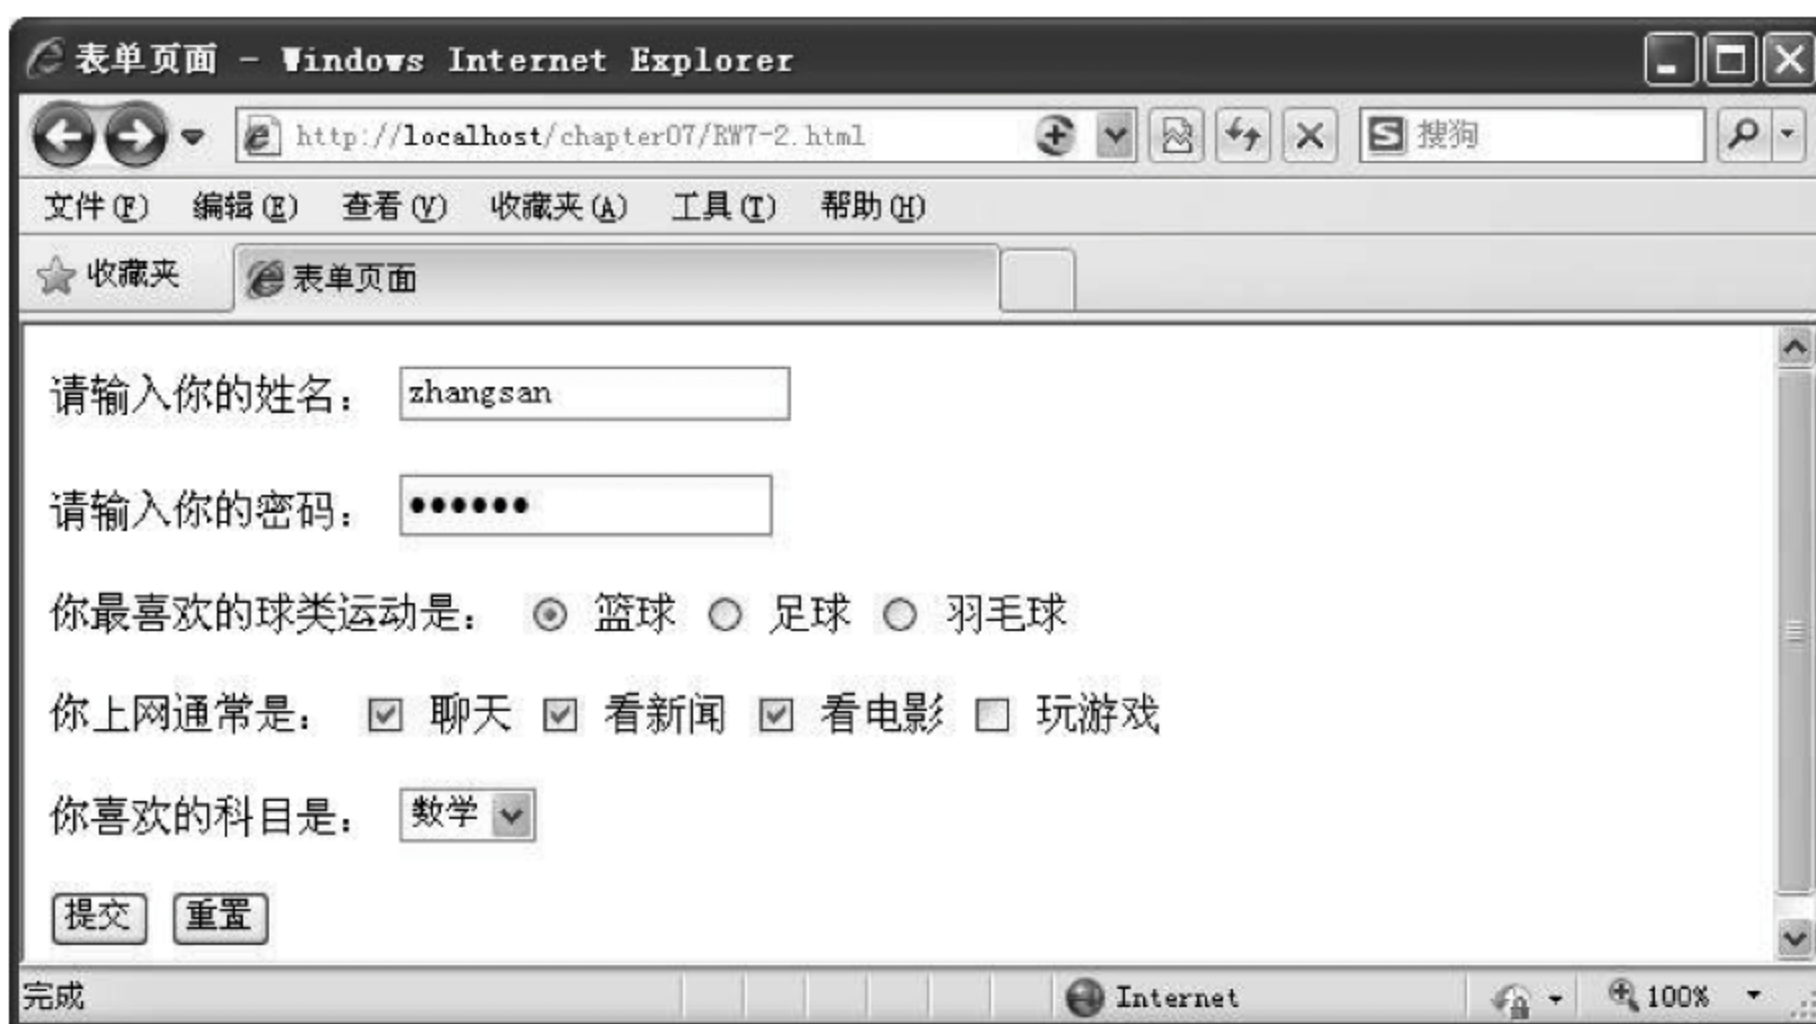 表单页面 - Windows Internet Explorer
http://localhost/chapter07/RW7-2.html 搜狗
文件(F) 编辑(E) 查看(V) 收藏夹(A) 工具(T) 帮助(H)
收藏夹 表单页面
请输入你的姓名： zhangsan
请输入你的密码： ●●●●●●
你最喜欢的球类运动是： 篮球 足球 羽毛球
你上网通常是： 聊天 看新闻 看电影 玩游戏
你喜欢的科目是： 数学
提交 重置
完成 Internet 100%